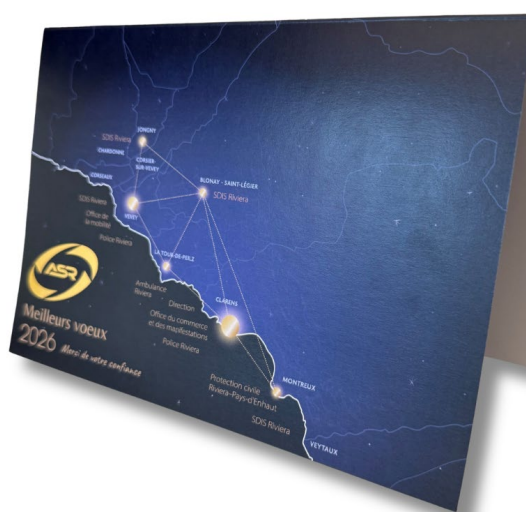 JONGNY
SDIS Riviera
CHARDONNE
CORSIER-
SUR-VEVEY
CORSEAUX
BLONAY - SAINT-LÉGIER
SDIS Riviera
SDIS Riviera
VEVEY
Office de
la mobilité
Police Riviera
LA TOUR-DE-PEILZ
Ambulance
Riviera
Direction
CLARENS
Office du commerce
et des manifestations
Police Riviera
ASR
Meilleurs voeux
2026 Merci de votre confiance
Protection civile
Riviera-Pays-d'Enhaut
MONTREUX
SDIS Riviera
VEYTAUX